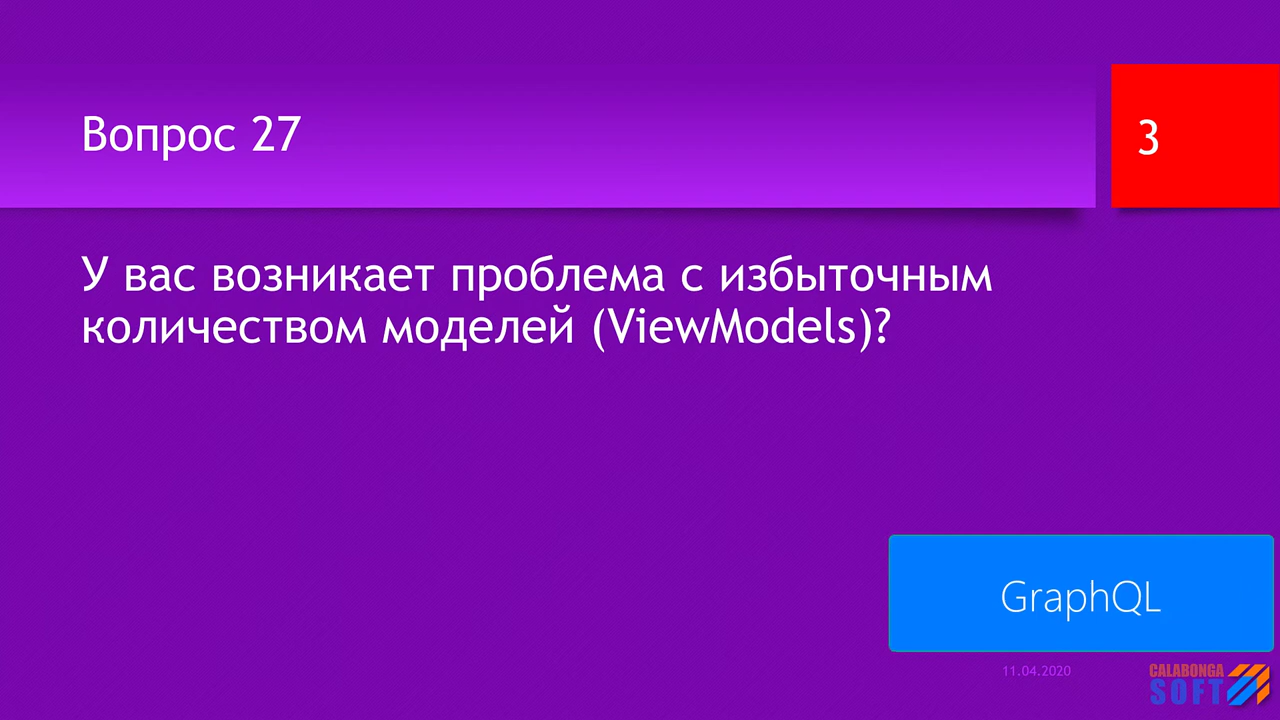 Вопрос 27
3
У вас возникает проблема с избыточным
количеством моделей (ViewModels)?
GraphQL
11.04.2020
CALABONGA
SOFT